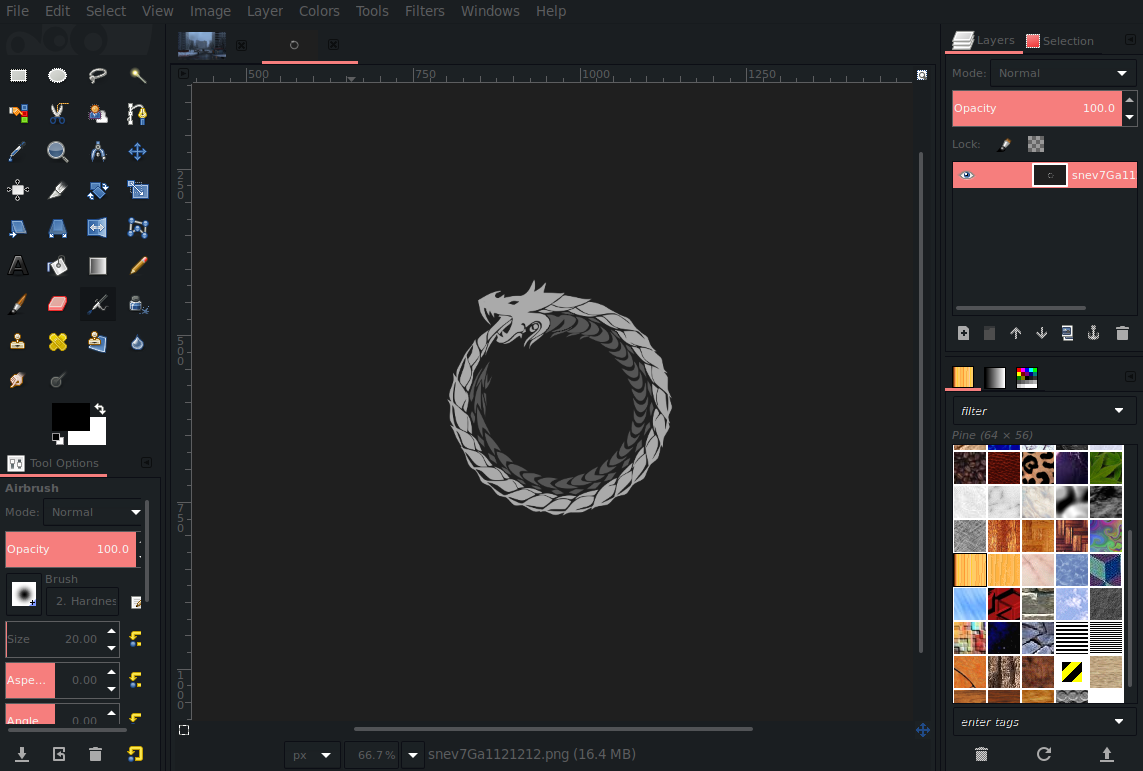 File Edit Select View Image Layer Colors Tools Filters Windows Help
Layers Selection
Mode: Normal
Opacity 100.0
Lock:
snev7Ga11
500 750 1000 1250
250
500
750
1000
Tool Options
Airbrush
Mode: Normal
Opacity 100.0
Brush
2. Hardnes
Size 20.00
Aspe... 0.00
Angle 0.00
filter
Pine (64 × 56)
enter tags
px 66.7% snev7Ga1121212.png (16.4 MB)